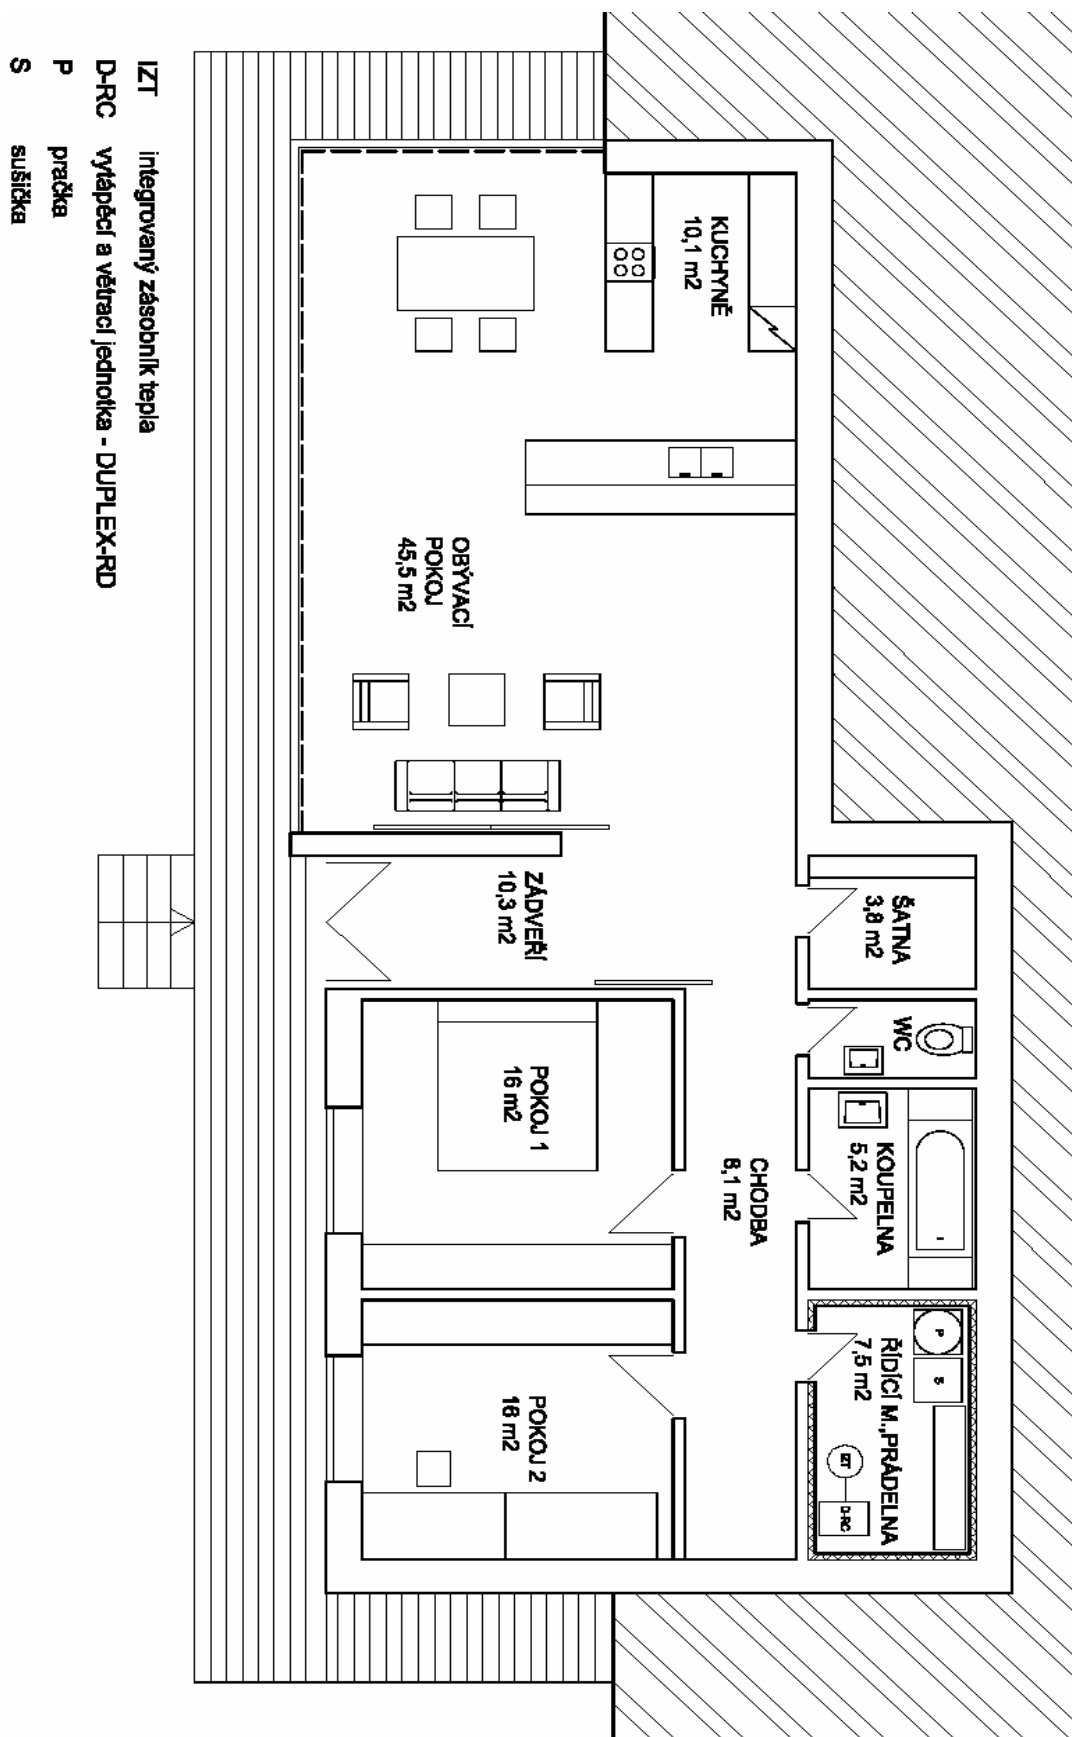 KUCHYNĚ
10,1 m2
OBÝVACÍ
POKOJ
45,5 m2
ZÁDVEŘÍ
10,3 m2
ŠATNA
3,8 m2
WC
KOUPELNA
5,2 m2
CHODBA
8,1 m2
ŘÍDÍCÍ M.,PRÁDELNA
7,5 m2
P
S
IZT
D-RC
POKOJ 1
16 m2
POKOJ 2
16 m2
IZT integrovaný zásobník tepla
D-RC vytápěcí a větrací jednotka - DUPLEX-RD
P pračka
S sušička